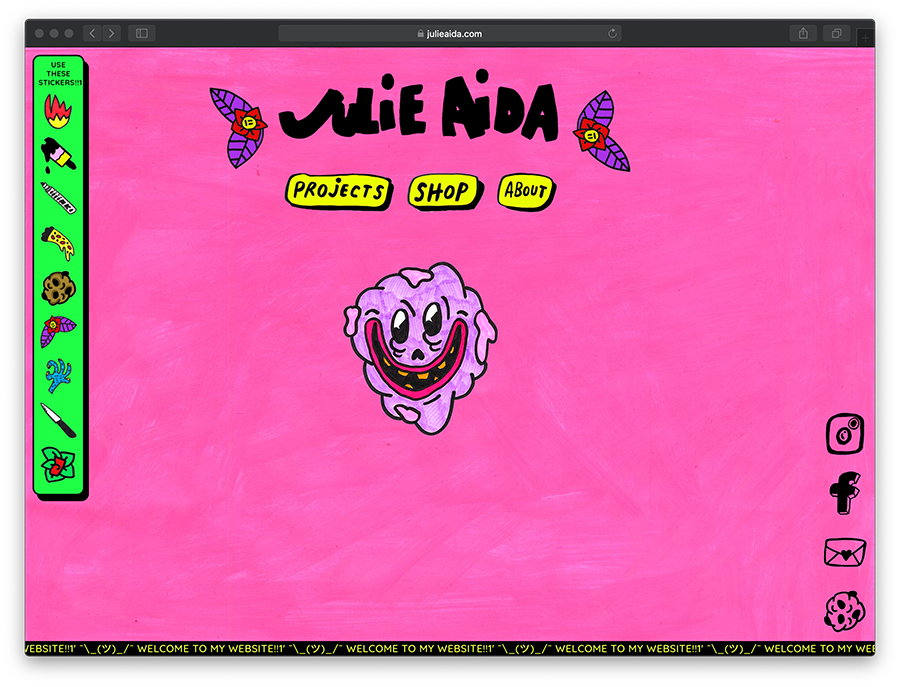 julieaida.com
USE
THESE
STICKERS!!1
JULIE AIDA
PROJECTS
SHOP
ABOUT
WEBSITE!!1' ¯\_(ツ)_/¯ WELCOME TO MY WEBSITE!!1' ¯\_(ツ)_/¯ WELCOME TO MY WEBSITE!!1' ¯\_(ツ)_/¯ WELCOME TO MY WEBSITE!!1' ¯\_(ツ)_/¯ WELCOME TO MY WEB